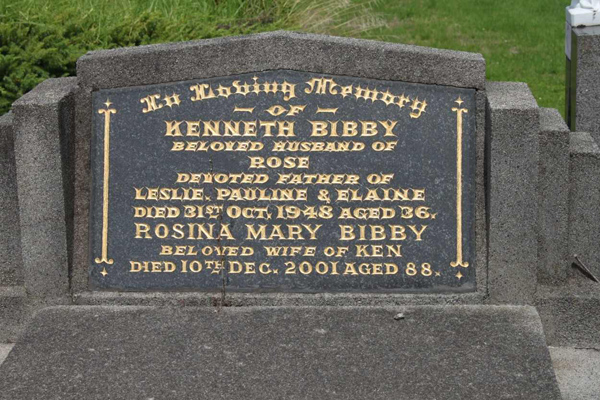 In Loving Memory
– OF –
KENNETH BIBBY
BELOVED HUSBAND OF
ROSE
DEVOTED FATHER OF
LESLIE, PAULINE & ELAINE
DIED 31ST OCT. 1948 AGED 36.
ROSINA MARY BIBBY
BELOVED WIFE OF KEN
DIED 10TH DEC. 2001 AGED 88.